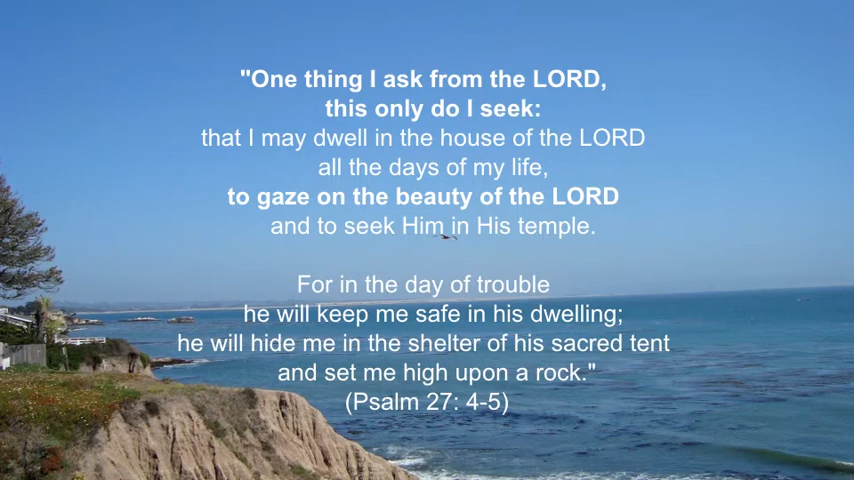 "One thing I ask from the LORD,
this only do I seek:
that I may dwell in the house of the LORD
all the days of my life,
to gaze on the beauty of the LORD
and to seek Him in His temple.
For in the day of trouble
he will keep me safe in his dwelling;
he will hide me in the shelter of his sacred tent
and set me high upon a rock."
(Psalm 27: 4-5)